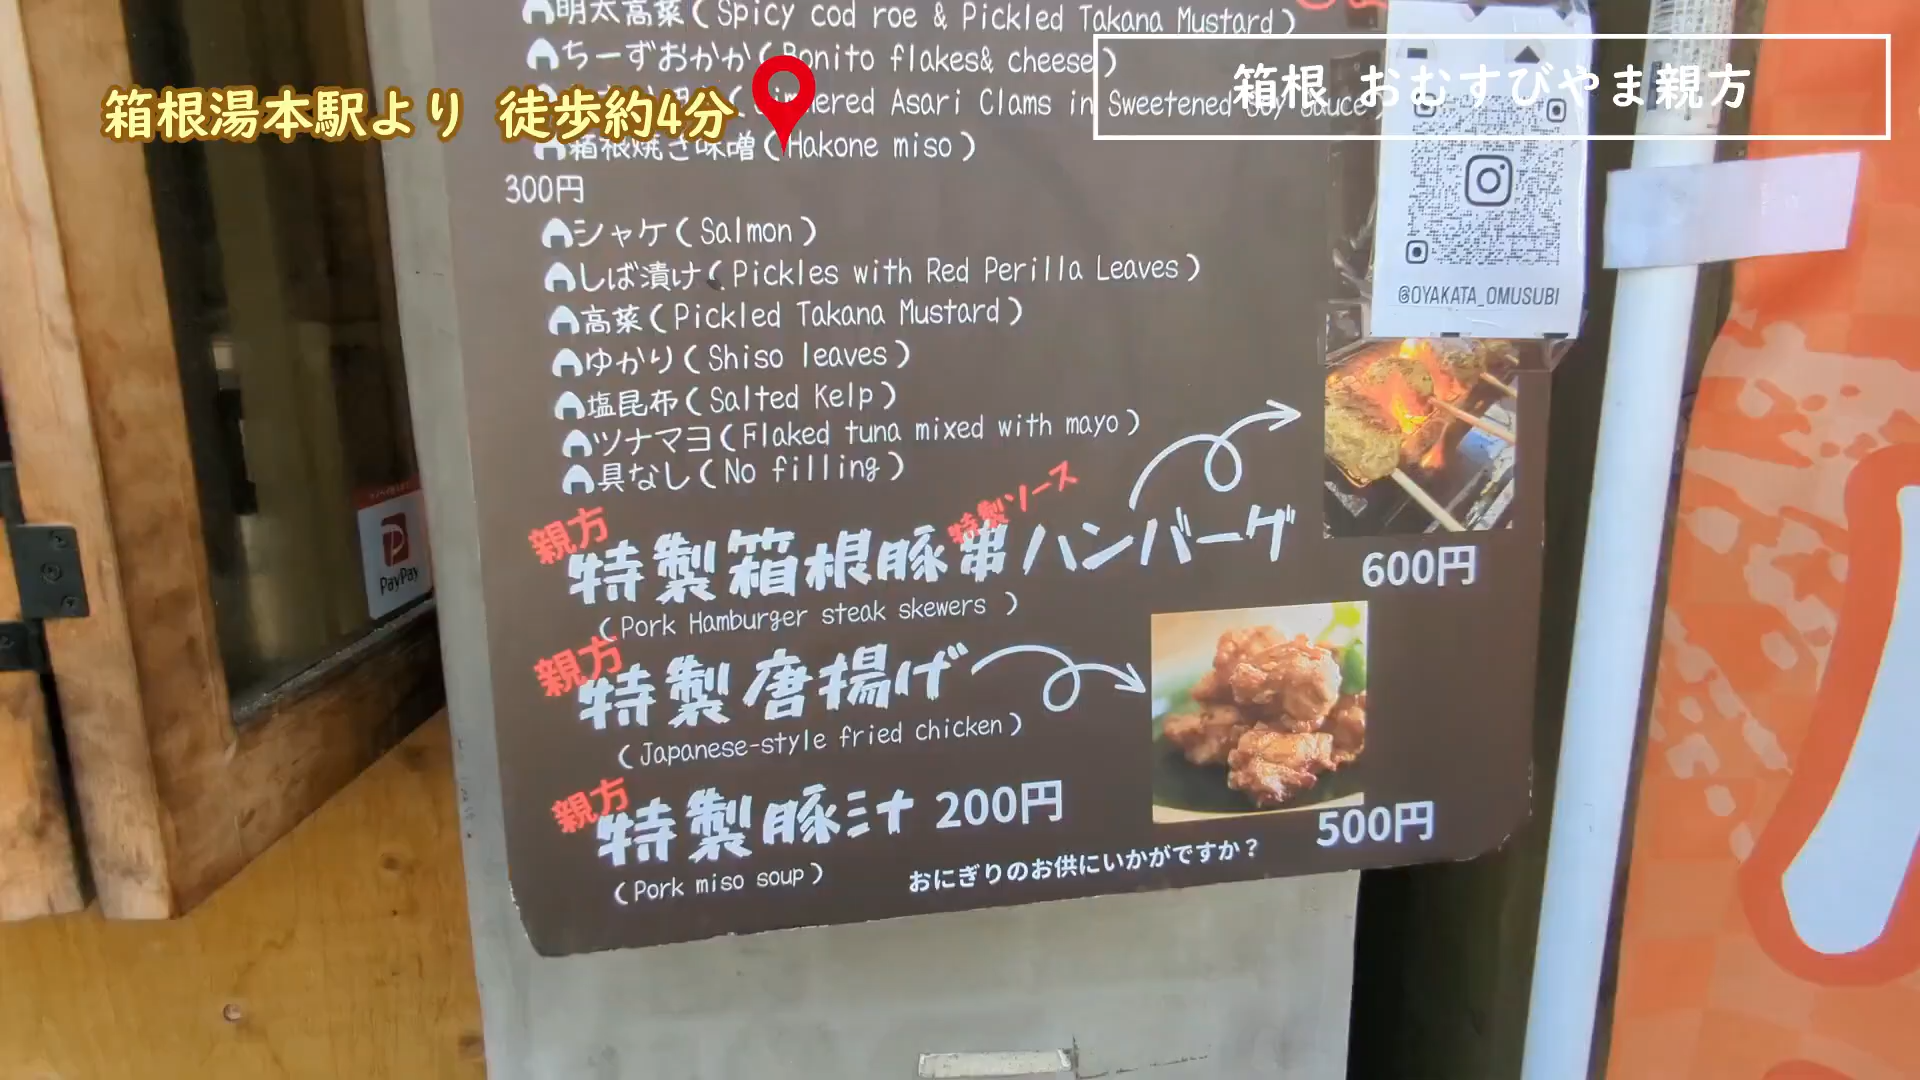 明太高菜(Spicy cod roe & Pickled Takana Mustard)
ちーずおかか(Bonito flakes& cheese)
Asari Clams in Sweetened Soy Sauce)
箱根焼き味噌(Hakone miso)
箱根湯本駅より 徒歩約4分
箱根 おむすびやま親方
300円
シャケ(Salmon)
しば漬け(Pickles with Red Perilla Leaves)
高菜(Pickled Takana Mustard)
ゆかり(Shiso leaves)
塩昆布(Salted Kelp)
ツナマヨ(Flaked tuna mixed with mayo)
具なし(No filling)
@OYAKATA_OMUSUBI
親方
特製ソース
特製箱根豚串ハンバーグ
600円
(Pork Hamburger steak skewers)
親方
特製唐揚げ
(Japanese-style fried chicken)
500円
親方
特製豚汁 200円
(Pork miso soup)
おにぎりのお供にいかがですか?
PayPay